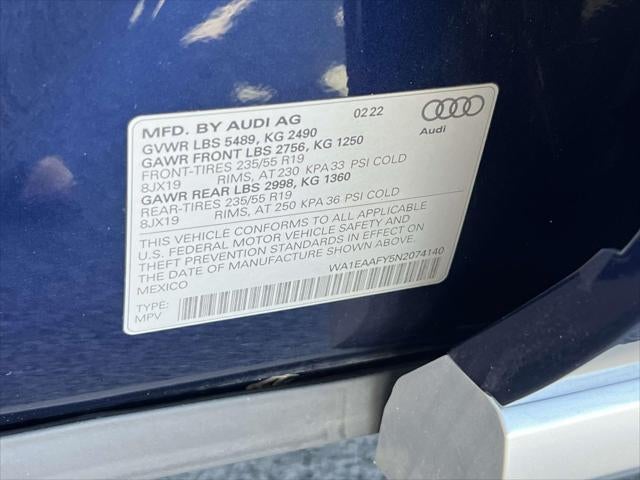 MFD. BY AUDI AG 0222
GVWR LBS 5489, KG 2490
GAWR FRONT LBS 2756, KG 1250
FRONT-TIRES 235/55 R19
8JX19 RIMS, AT 230 KPA 33 PSI COLD
GAWR REAR LBS 2998, KG 1360
REAR-TIRES 235/55 R19
8JX19 RIMS, AT 250 KPA 36 PSI COLD
Audi
THIS VEHICLE CONFORMS TO ALL APPLICABLE
U.S. FEDERAL MOTOR VEHICLE SAFETY AND
THEFT PREVENTION STANDARDS IN EFFECT ON
THE DATE OF MANUFACTURE SHOWN ABOVE.
MEXICO WA1EAAFY5N2074140
TYPE:
MPV